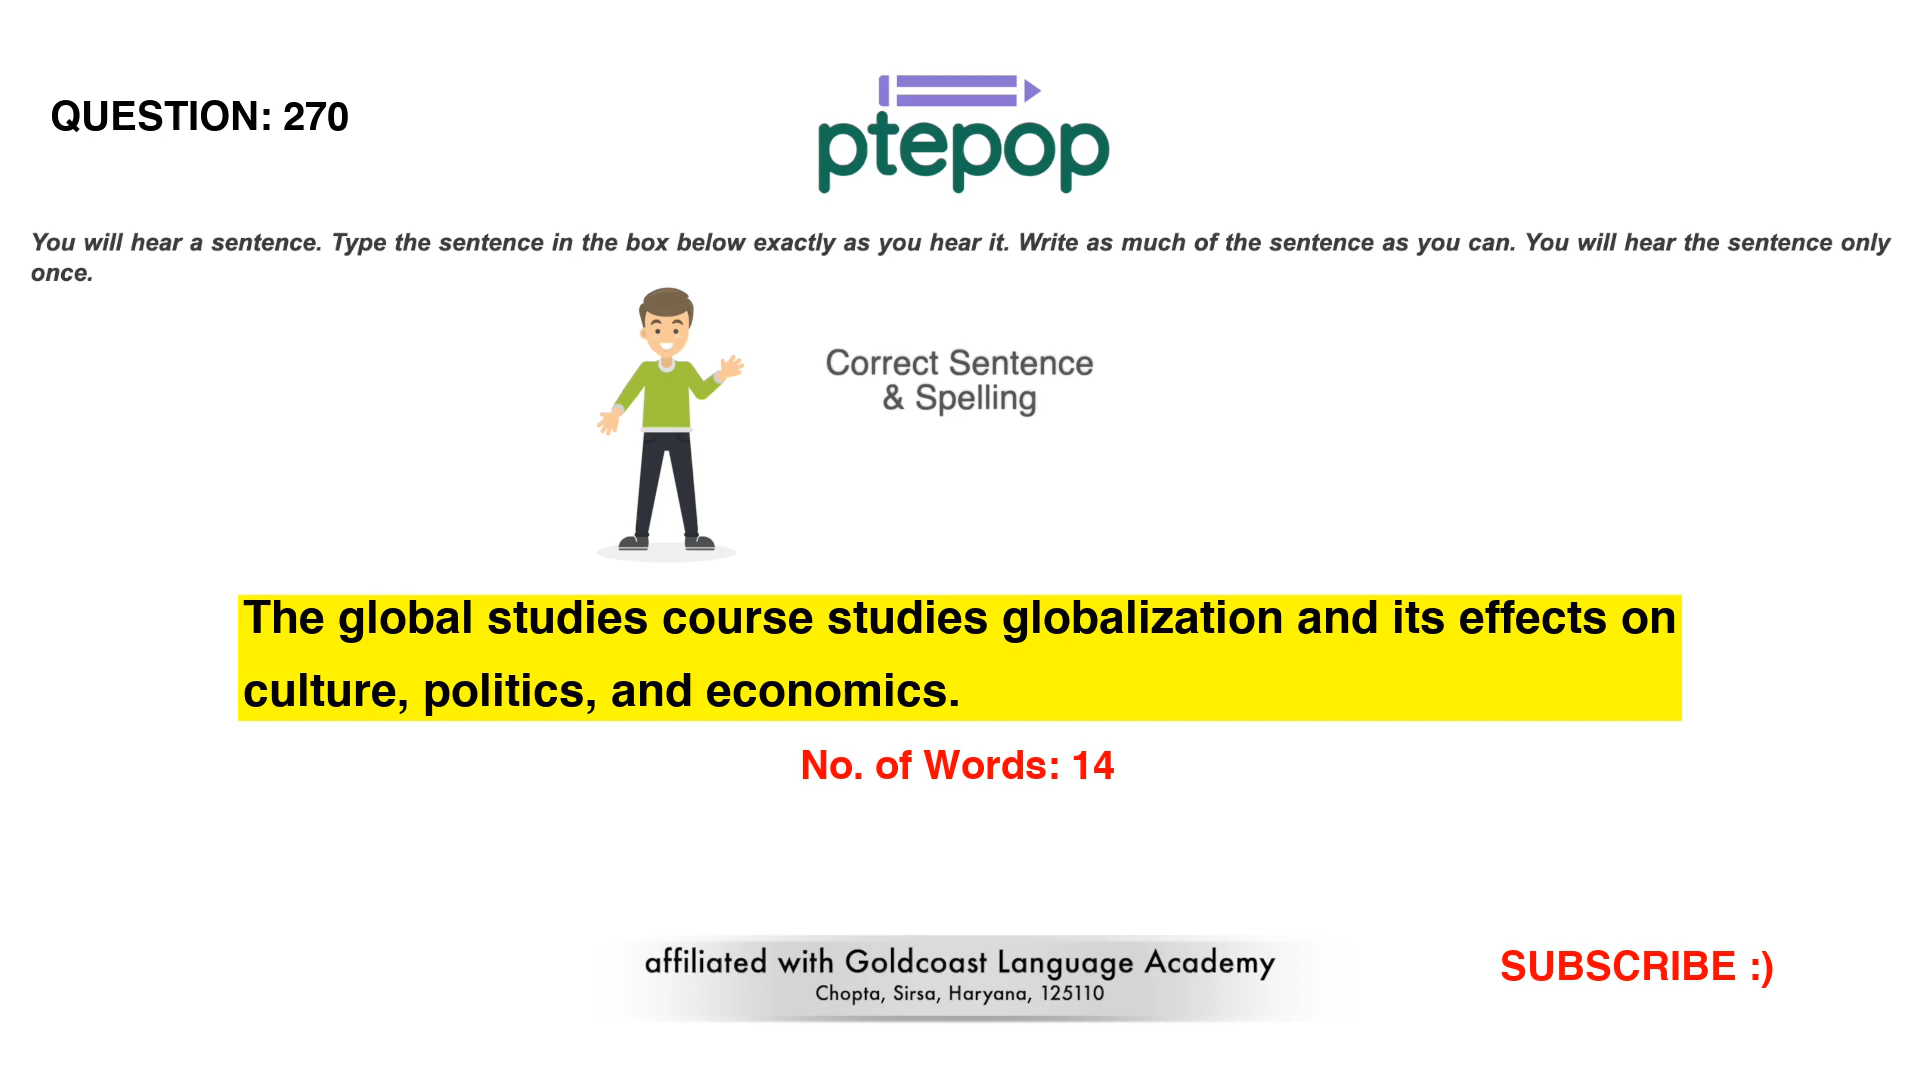 QUESTION: 270
ptepop
You will hear a sentence. Type the sentence in the box below exactly as you hear it. Write as much of the sentence as you can. You will hear the sentence only
once.
Correct Sentence
& Spelling
The global studies course studies globalization and its effects on
culture, politics, and economics.
No. of Words: 14
affiliated with Goldcoast Language Academy
Chopta, Sirsa, Haryana, 125110
SUBSCRIBE :)